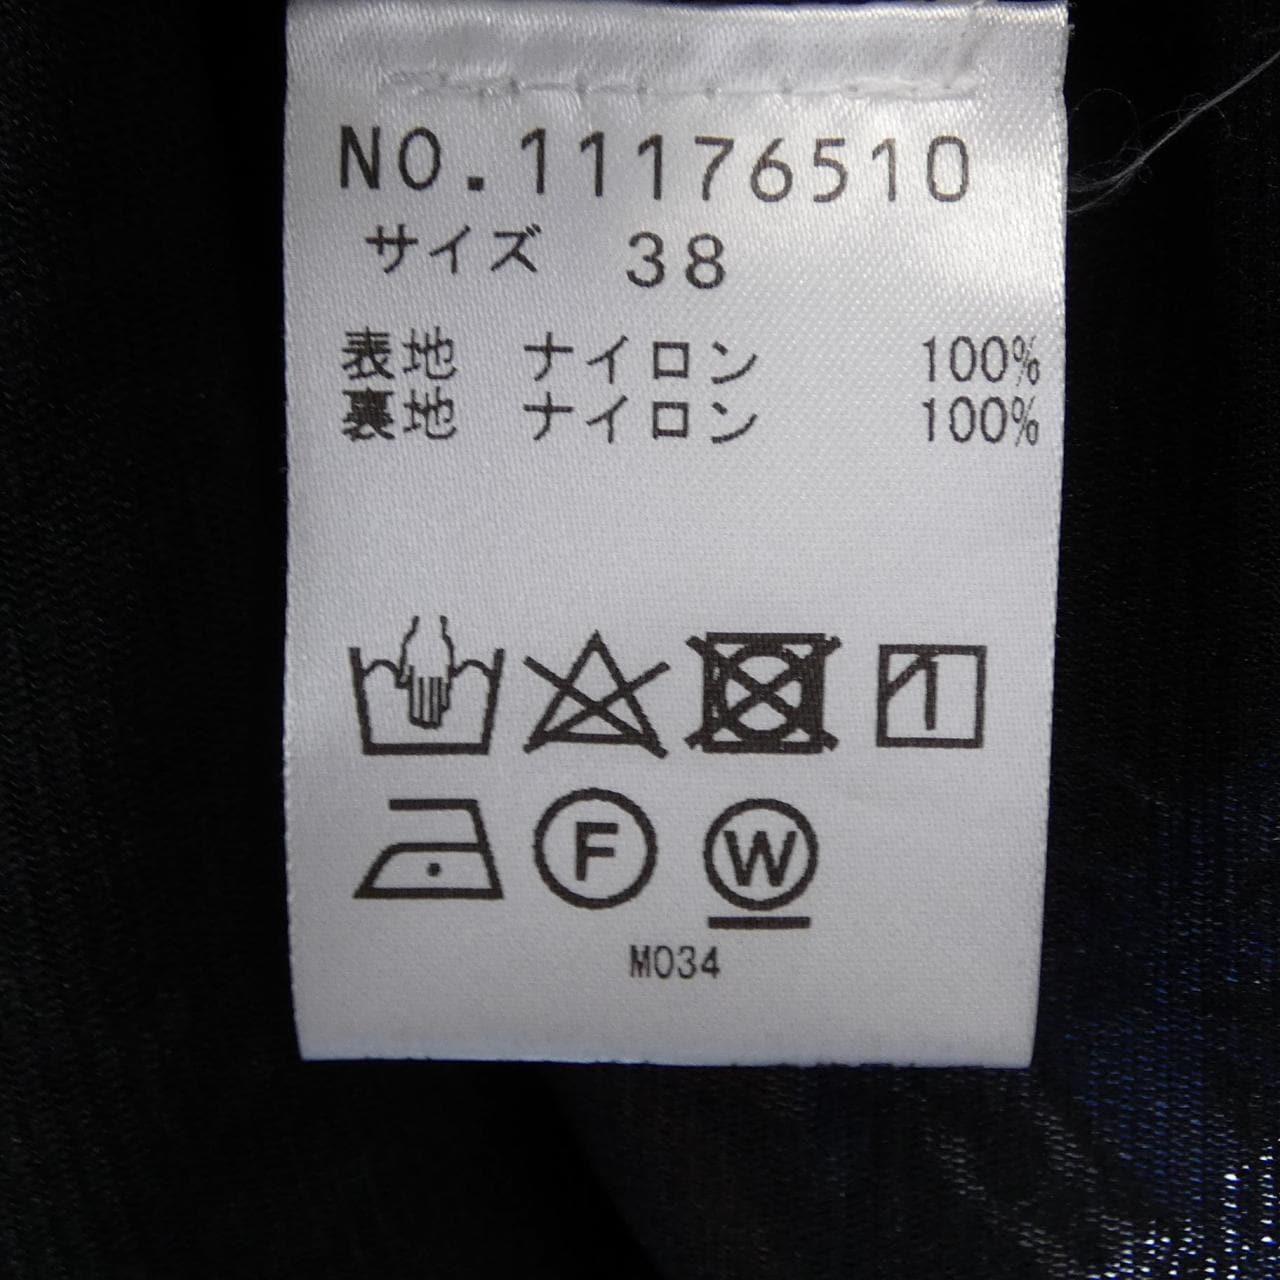 NO.11176510
サイズ 38
表地 ナイロン 100%
裏地 ナイロン 100%
F W
M034